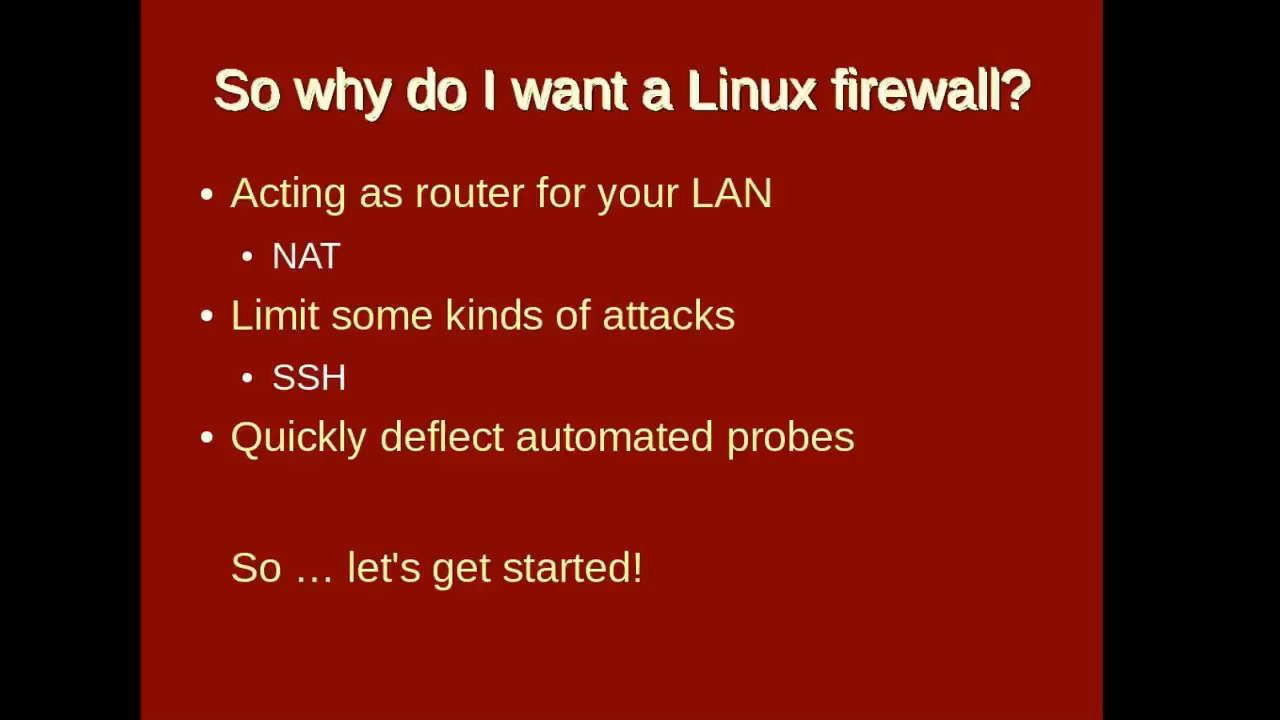 So why do I want a Linux firewall?
• Acting as router for your LAN
• NAT
• Limit some kinds of attacks
• SSH
• Quickly deflect automated probes
So … let's get started!